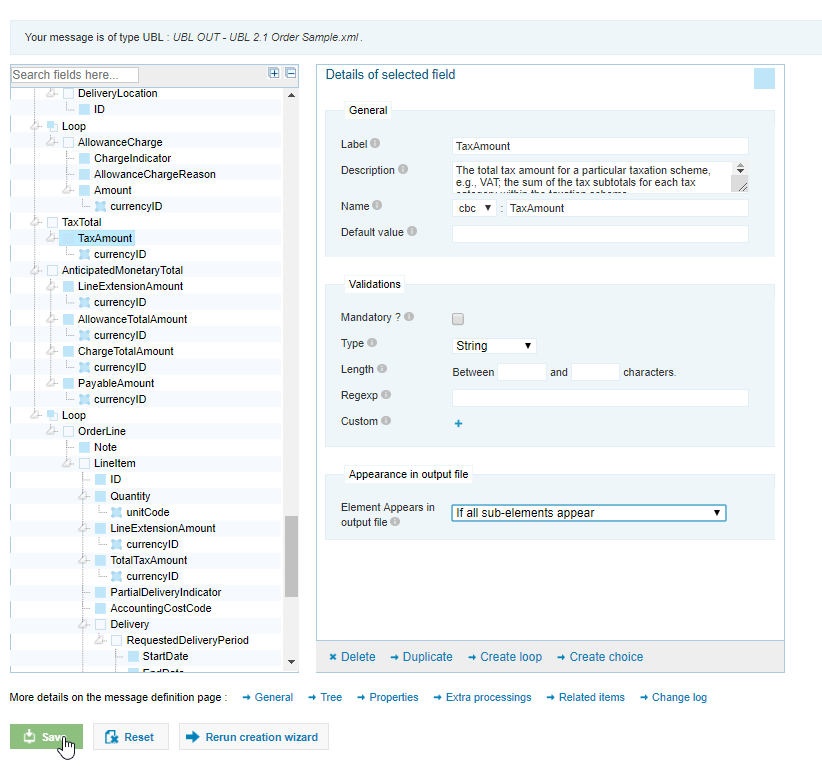 Your message is of type UBL : UBL OUT - UBL 2.1 Order Sample.xml .
Search fields here...
DeliveryLocation
ID
Loop
AllowanceCharge
ChargeIndicator
AllowanceChargeReason
Amount
currencyID
TaxTotal
TaxAmount
currencyID
AnticipatedMonetaryTotal
LineExtensionAmount
currencyID
AllowanceTotalAmount
currencyID
ChargeTotalAmount
currencyID
PayableAmount
currencyID
Loop
OrderLine
Note
LineItem
ID
Quantity
unitCode
LineExtensionAmount
currencyID
TotalTaxAmount
currencyID
PartialDeliveryIndicator
AccountingCostCode
Delivery
RequestedDeliveryPeriod
StartDate
EndDate
Details of selected field
General
Label
TaxAmount
Description
The total tax amount for a particular taxation scheme,
e.g., VAT; the sum of the tax subtotals for each tax
category within the taxation scheme.
Name
cbc : TaxAmount
Default value
Validations
Mandatory ?
Type
String
Length
Between and characters.
Regexp
Custom
Appearance in output file
Element Appears in
output file
If all sub-elements appear
Delete Duplicate Create loop Create choice
More details on the message definition page : General Tree Properties Extra processings Related items Change log
Save Reset Rerun creation wizard